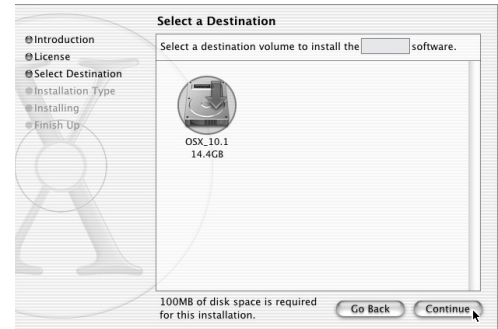 Select a Destination
Introduction
License
Select Destination
Installation Type
Installing
Finish Up
Select a destination volume to install the software.
OSX_10.1
14.4GB
100MB of disk space is required
for this installation.
Go Back
Continue